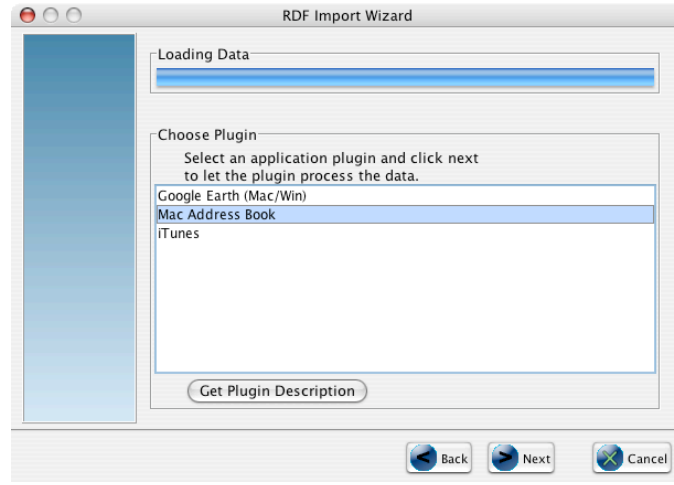 RDF Import Wizard
Loading Data
Choose Plugin
Select an application plugin and click next
to let the plugin process the data.
Google Earth (Mac/Win)
Mac Address Book
iTunes
Get Plugin Description
Back
Next
Cancel